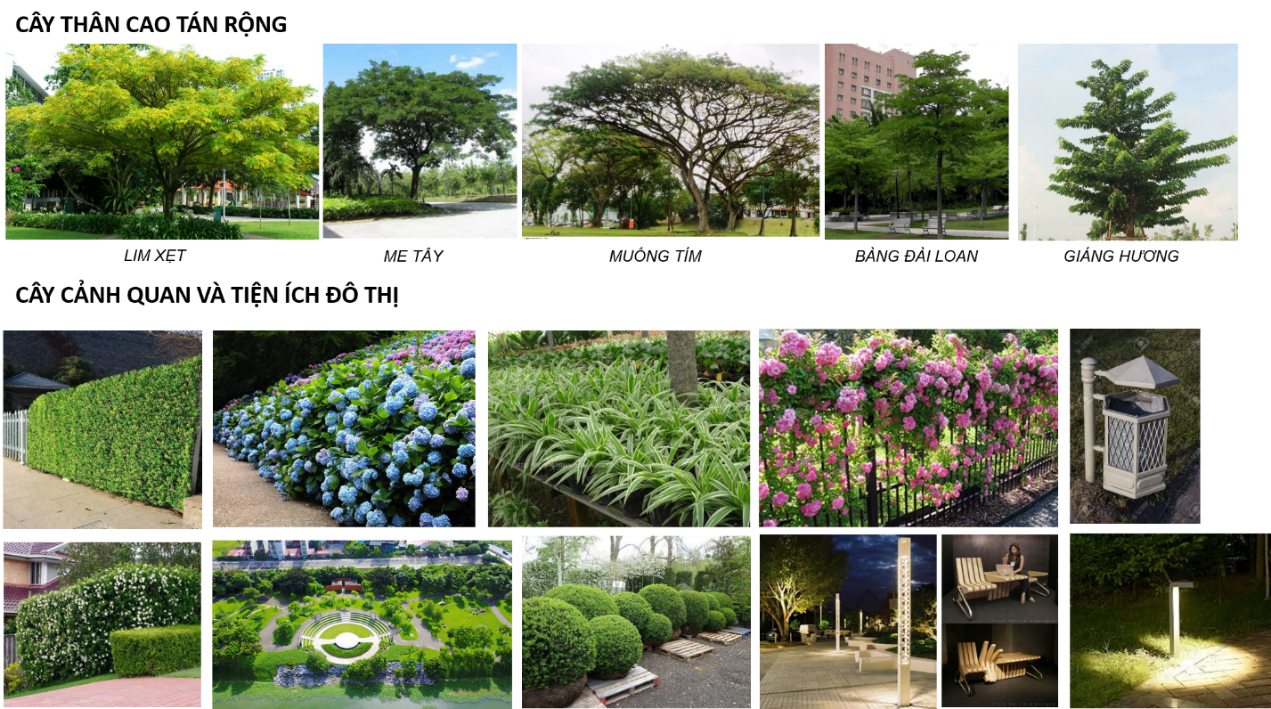 CÂY THÂN CAO TÁN RỘNG
LIM XẸT
ME TÂY
MUỒNG TÍM
BÀNG ĐÀI LOAN
GIÁNG HƯƠNG
CÂY CẢNH QUAN VÀ TIỆN ÍCH ĐÔ THỊ